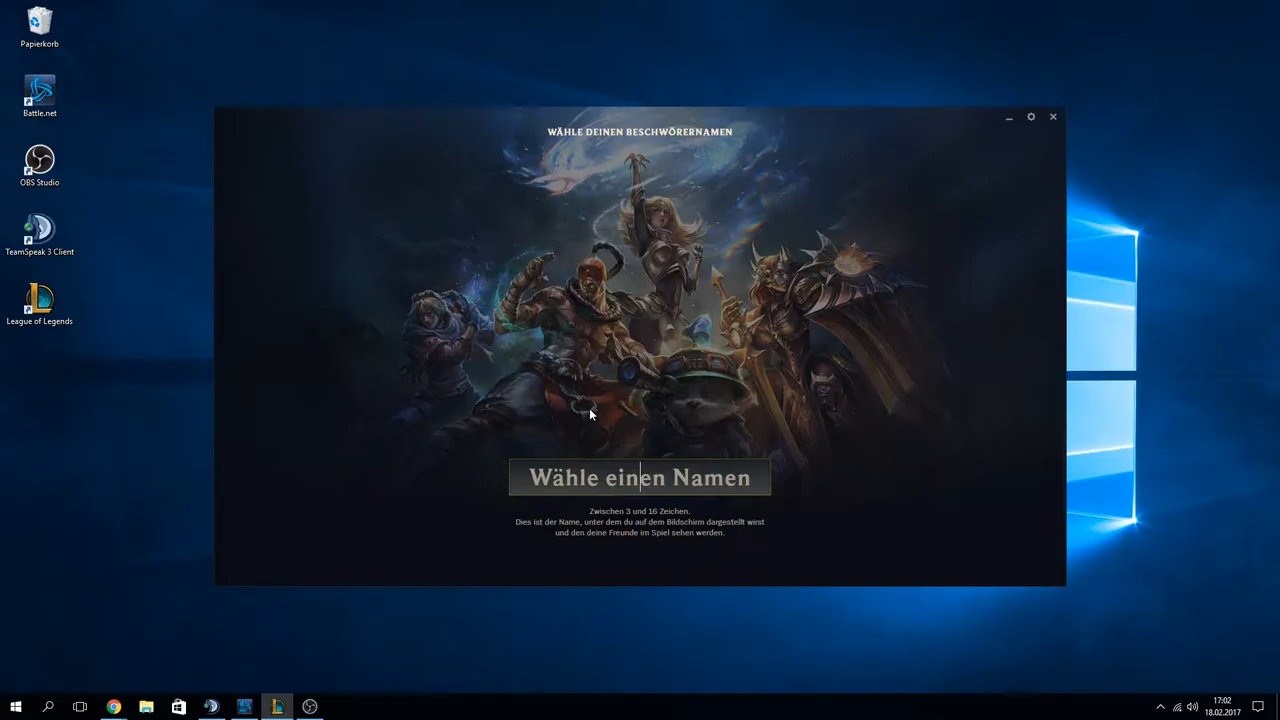 Papierkorb
Battle.net
OBS Studio
TeamSpeak 3 Client
League of Legends
WÄHLE DEINEN BESCHWÖRERNAMEN
Wähle einen Namen
Zwischen 3 und 16 Zeichen.
Dies ist der Name, unter dem du auf dem Bildschirm dargestellt wirst
und den deine Freunde im Spiel sehen werden.
17:02
18.02.2017